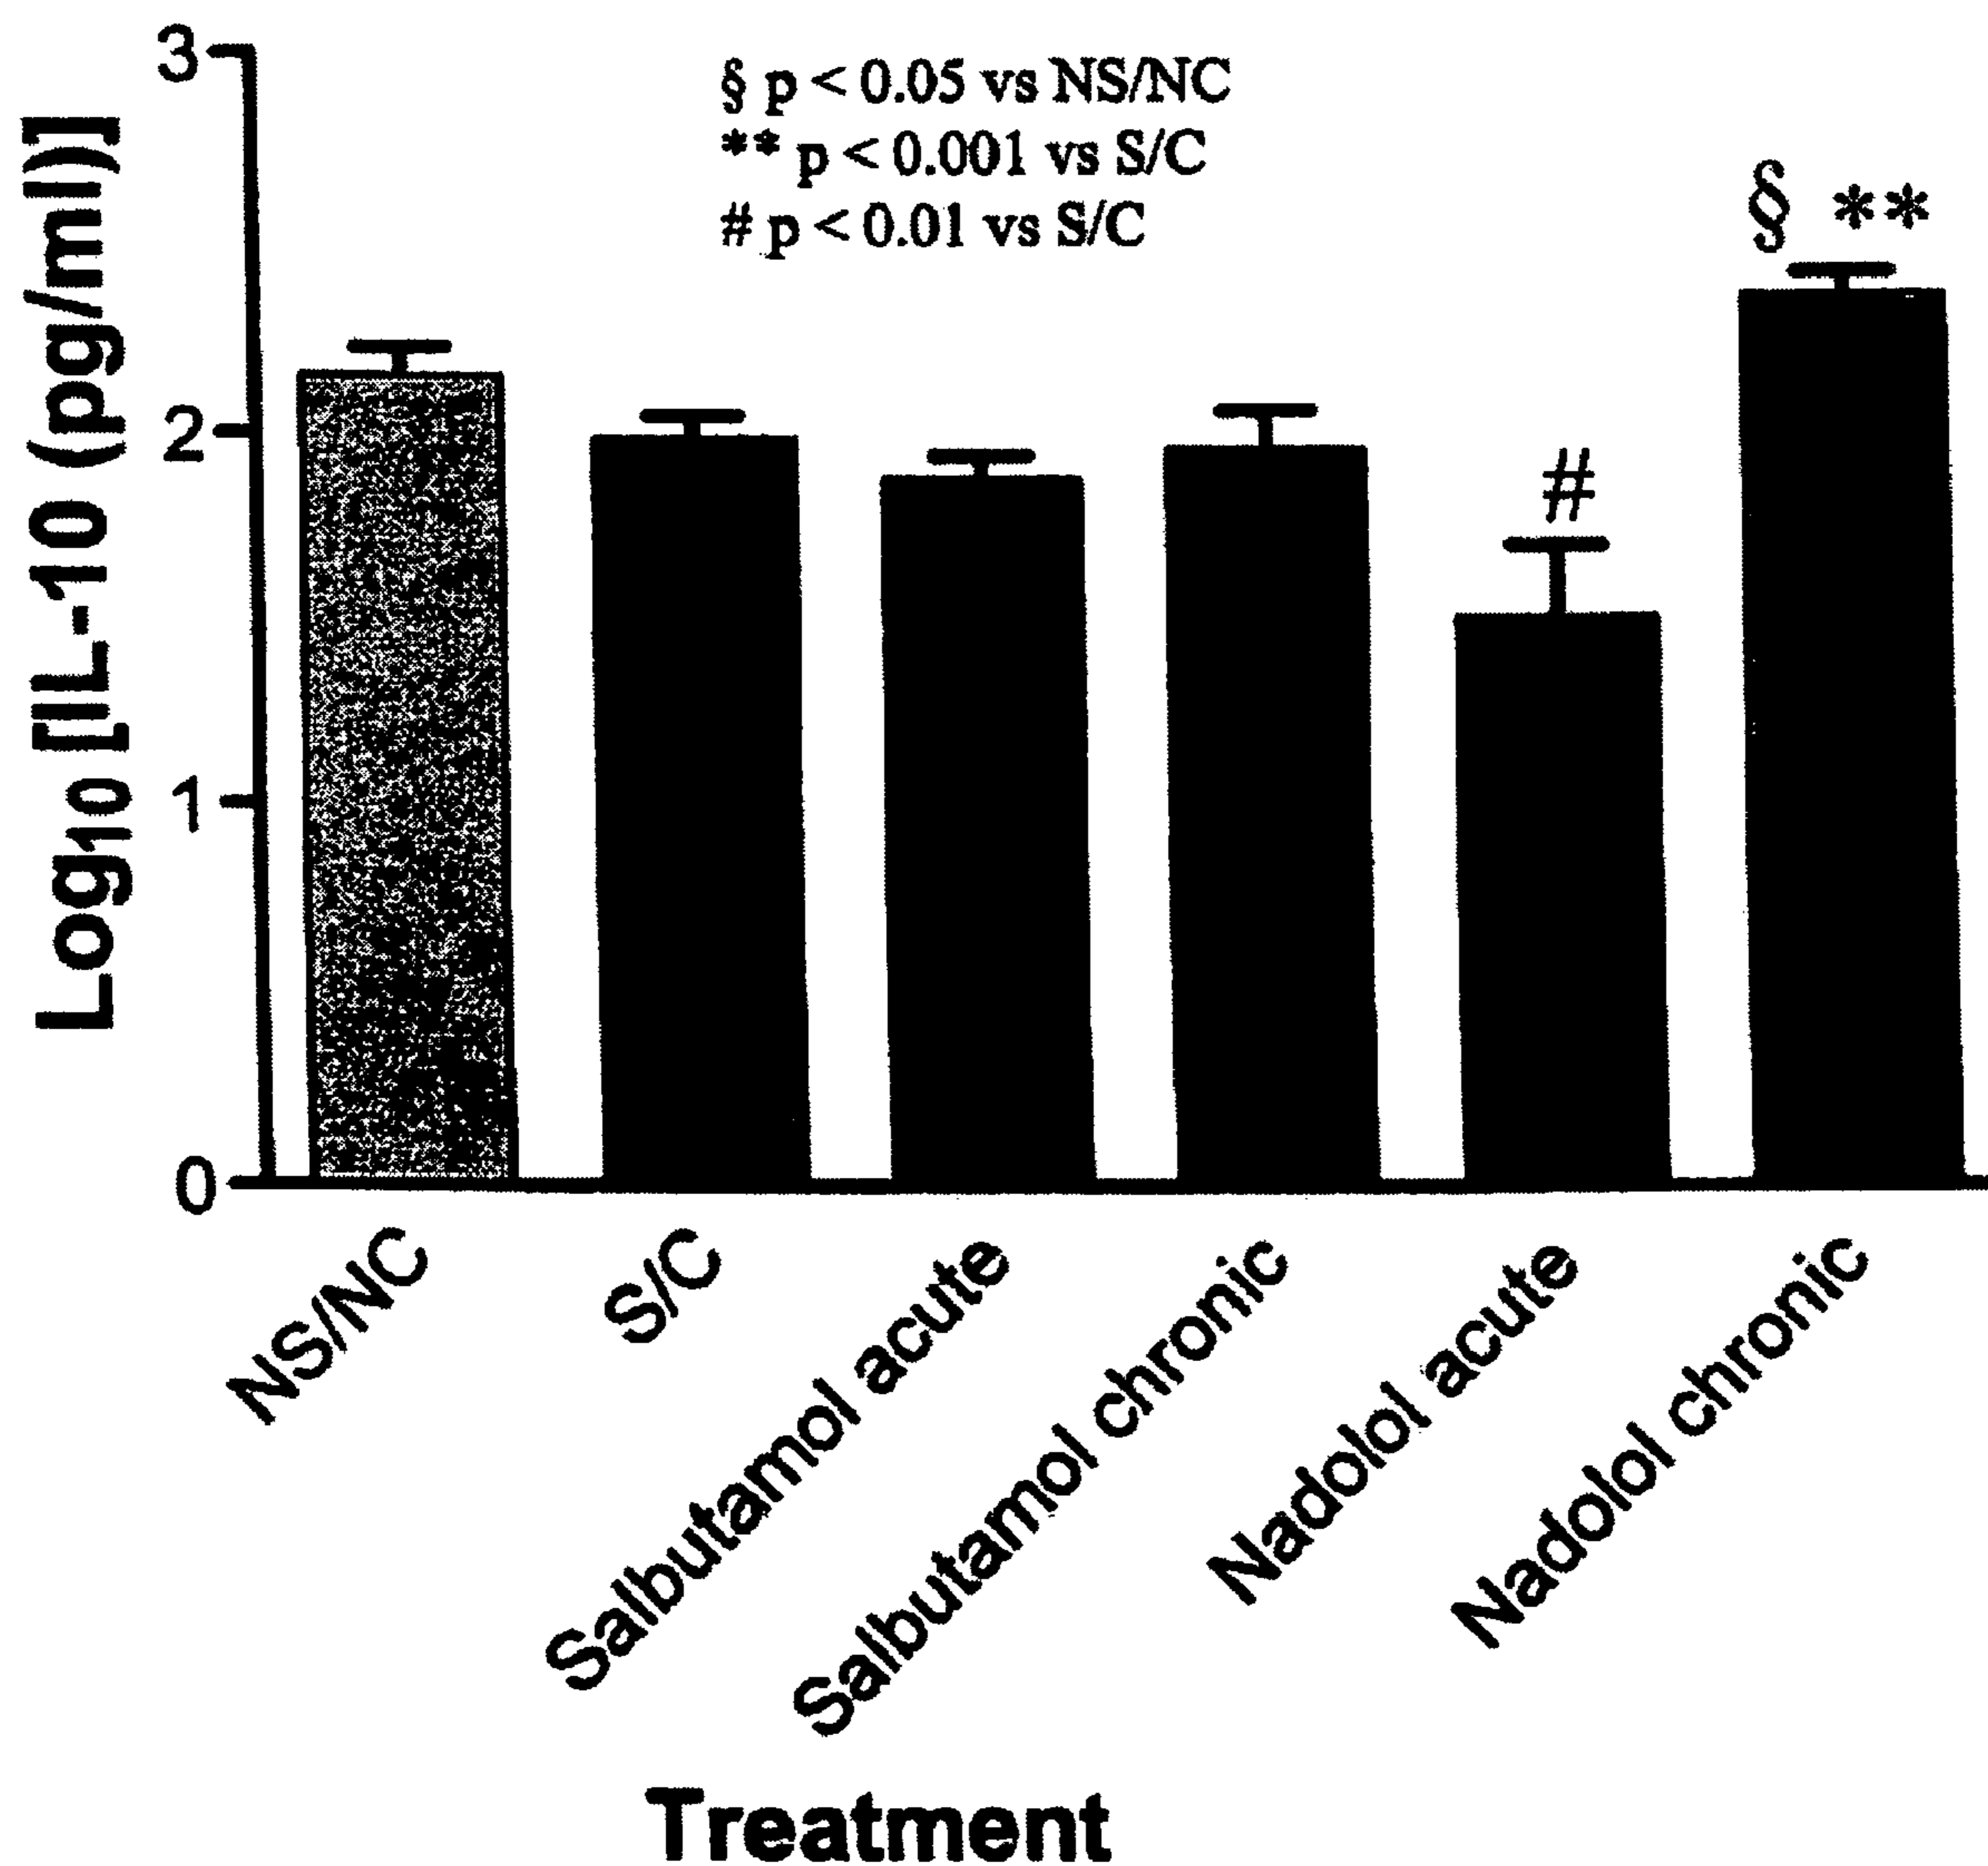 § p < 0.05 vs NS/NC
** p < 0.001 vs S/C
# p < 0.01 vs S/C
Log10 [IL-10 (pg/ml)]
3
2
1
0
§ **
#
NS/NC
S/C
Salbutamol acute
Salbutamol chronic
Nadolol acute
Nadolol chronic
Treatment